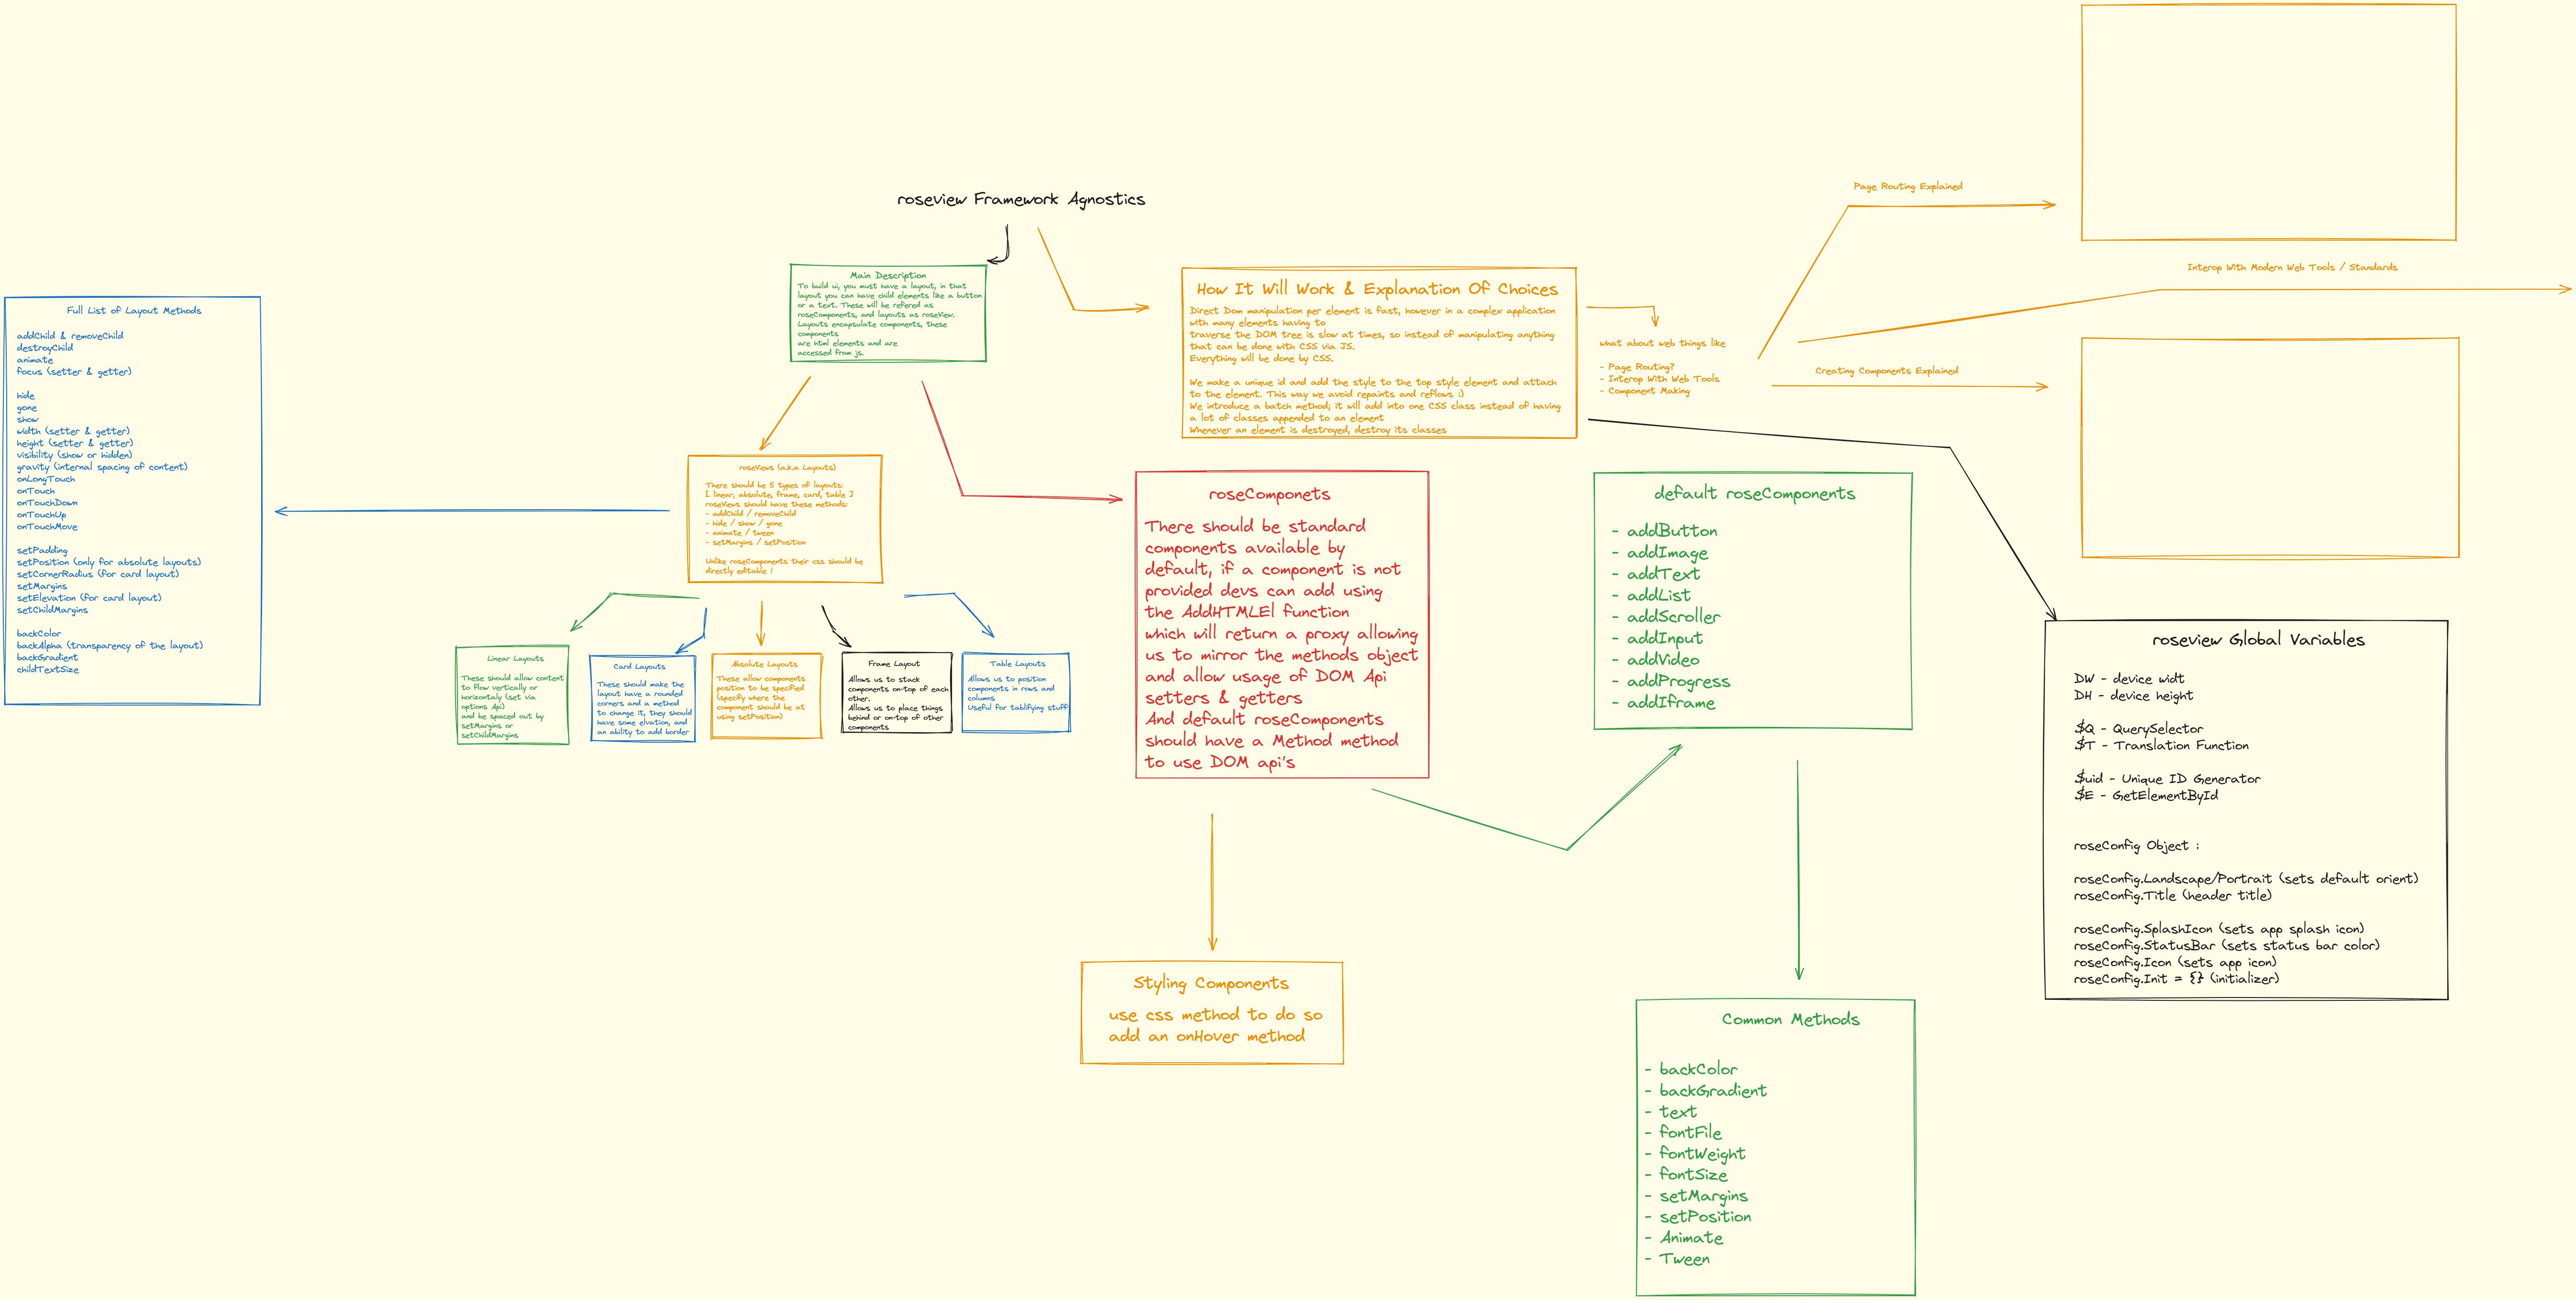 roseview Framework Agnostics
Main Description
To build ui, you must have a layout, in that
layout you can have child elements like a button
or a text. These will be refered as
roseComponents, and layouts as roseView.
Layouts encapsulate components, these
components
are html elements and are
accessed from js.
How It Will Work & Explanation Of Choices
Direct Dom manipulation per element is fast, however in a complex application
with many elements having to
traverse the DOM tree is slow at times, so instead of manipulating anything
that can be done with CSS via JS.
Everything will be done by CSS.
We make a unique id and add the style to the top style element and attach
to the element. This way we avoid repaints and reflows :)
We introduce a batch method; it will add into one CSS class instead of having
a lot of classes appended to an element
Whenever an element is destroyed, destroy its classes
what about web things like
- Page Routing?
- Interop With Web Tools
- Component Making
Page Routing Explained
Interop With Modern Web Tools / Standards
Creating Components Explained
Full List of Layout Methods
addChild & removeChild
destroyChild
animate
focus (setter & getter)
hide
gone
show
width (setter & getter)
height (setter & getter)
visibility (show or hidden)
gravity (internal spacing of content)
onLongTouch
onTouch
onTouchDown
onTouchUp
onTouchMove
setPadding
setPosition (only for absolute layouts)
setCornerRadius (for card layout)
setMargins
setElevation (for card layout)
setChildMargins
backColor
backAlpha (transparency of the layout)
backGradient
childTextSize
roseViews (a.k.a Layouts)
There should be 5 types of layouts:
[ linear, absolute, frame, card, table ]
roseViews should have these methods:
- addChild / removeChild
- hide / show / gone
- animate / tween
- setMargins / setPosition
Unlike roseComponents their css should be
directly editable !
Linear Layouts
These should allow content
to flow vertically or
horizontaly (set via
options Api)
and be spaced out by
setMargins or
setChildMargins
Card Layouts
These should make the
layout have a rounded
corners and a method
to change it, they should
have some elvation, and
an ability to add border
Absolute Layouts
These allow components
position to be specified
(specify where the
component should be at
using setPosition)
Frame Layout
Allows us to stack
components on-top of each
other.
Allows us to place things
behind or on-top of other
components
Table Layouts
Allows us to position
components in rows and
columns
Useful for tablifying stuff
roseComponets
There should be standard
components available by
default, if a component is not
provided devs can add using
the AddHTMLEl function
which will return a proxy allowing
us to mirror the methods object
and allow usage of DOM Api
setters & getters
And default roseComponents
should have a Method method
to use DOM api's
default roseComponents
- addButton
- addImage
- addText
- addList
- addScroller
- addInput
- addVideo
- addProgress
- addIframe
roseview Global Variables
DW - device widt
DH - device height
$Q - QuerySelector
$T - Translation Function
$uid - Unique ID Generator
$E - GetElementById
roseConfig Object :
roseConfig.Landscape/Portrait (sets default orient)
roseConfig.Title (header title)
roseConfig.SplashIcon (sets app splash icon)
roseConfig.StatusBar (sets status bar color)
roseConfig.Icon (sets app icon)
roseConfig.Init = {} (initializer)
Styling Components
use css method to do so
add an onHover method
Common Methods
- backColor
- backGradient
- text
- fontFile
- fontWeight
- fontSize
- setMargins
- setPosition
- Animate
- Tween